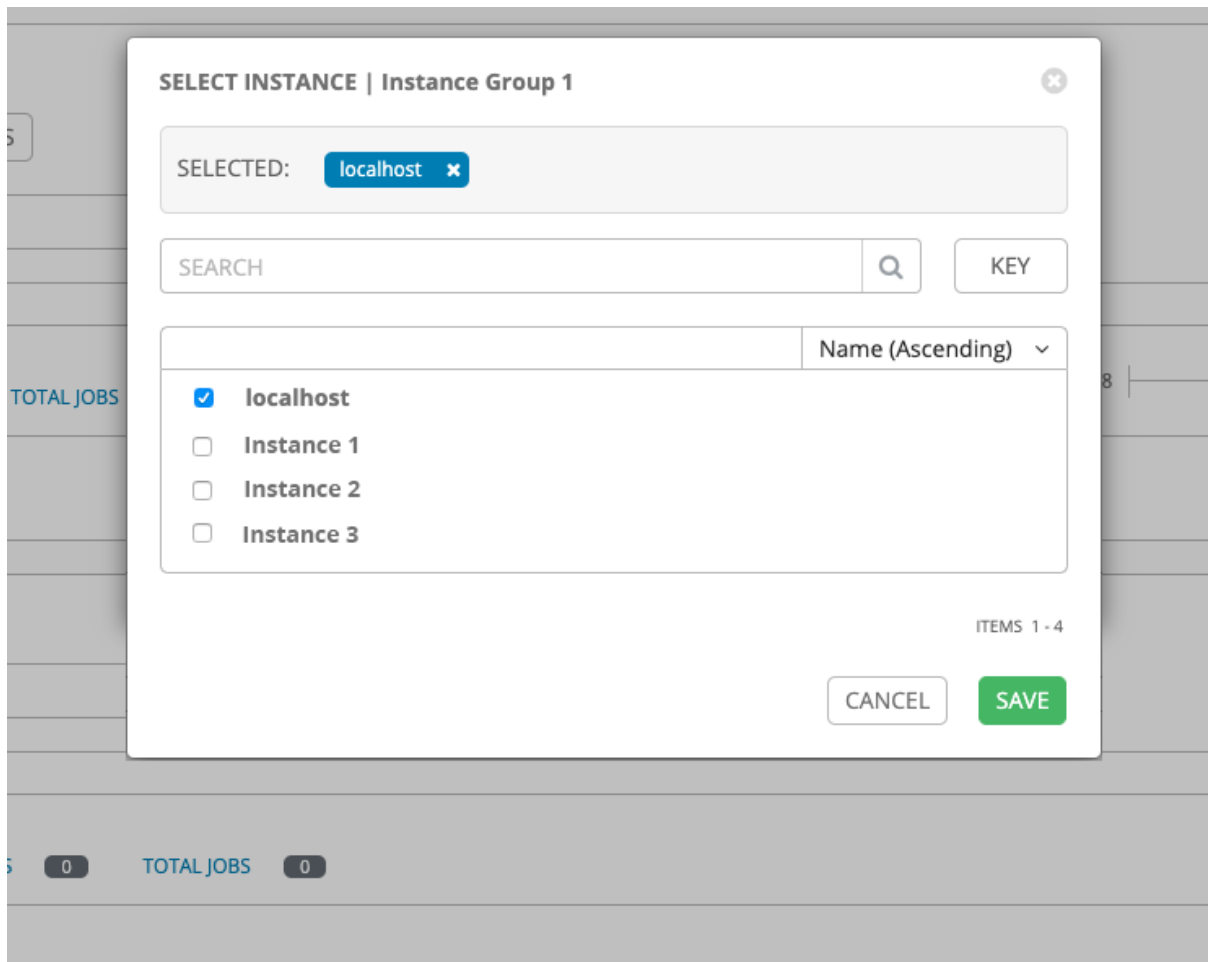 SELECT INSTANCE | Instance Group 1
S
SELECTED: localhost
SEARCH KEY
Name (Ascending)
TOTAL JOBS
8
localhost
Instance 1
Instance 2
Instance 3
ITEMS 1 - 4
CANCEL SAVE
S 0 TOTAL JOBS 0